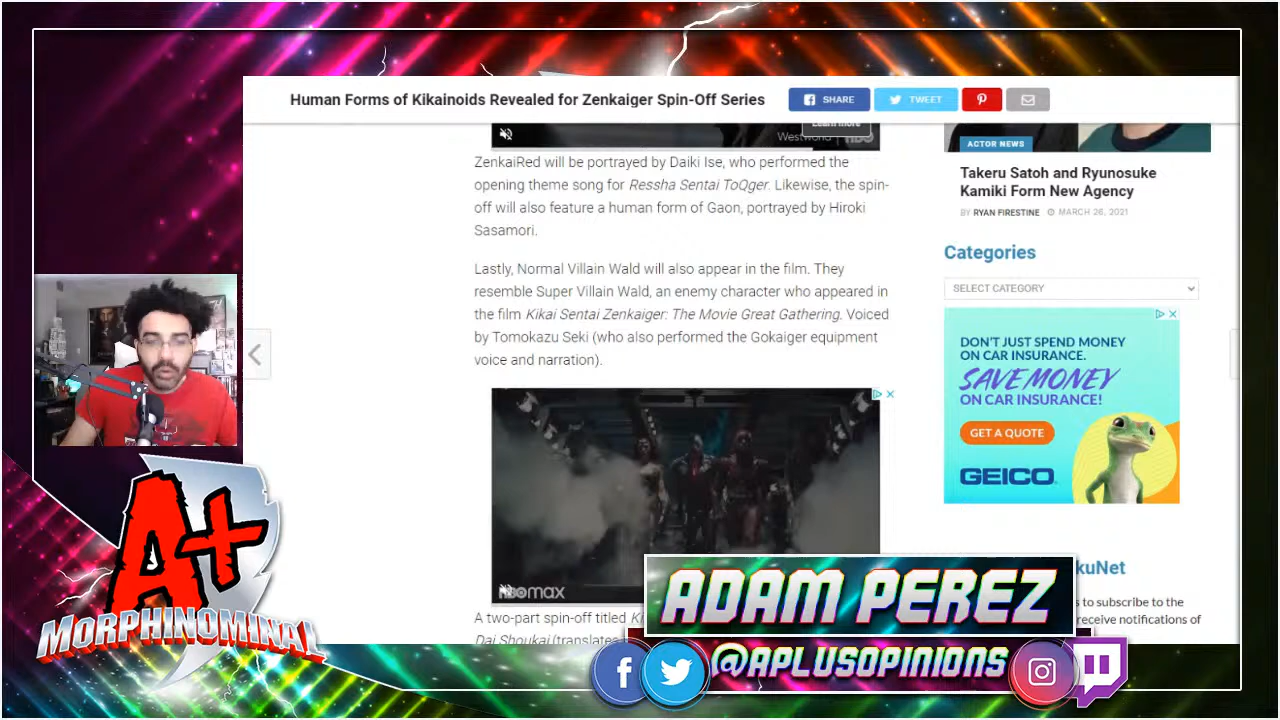 Human Forms of Kikainoids Revealed for Zenkaiger Spin-Off Series
SHARE
TWEET
Learn more
Westworld HBO
ZenkaiRed will be portrayed by Daiki Ise, who performed the
opening theme song for Ressha Sentai ToQger. Likewise, the spin-
off will also feature a human form of Gaon, portrayed by Hiroki
Sasamori.
Lastly, Normal Villain Wald will also appear in the film. They
resemble Super Villain Wald, an enemy character who appeared in
the film Kikai Sentai Zenkaiger: The Movie Great Gathering. Voiced
by Tomokazu Seki (who also performed the Gokaiger equipment
voice and narration).
hbomax
A two-part spin-off titled
Dai Shoukai (translates
ACTOR NEWS
Takeru Satoh and Ryunosuke
Kamiki Form New Agency
BY RYAN FIRESTINE MARCH 26, 2021
Categories
SELECT CATEGORY
DON'T JUST SPEND MONEY
ON CAR INSURANCE.
SAVE MONEY
ON CAR INSURANCE!
GET A QUOTE
GEICO
kuNet
s to subscribe to the
receive notifications of
A+
MORPHINOMINAL
ADAM PEREZ
@APLUSOPINIONS